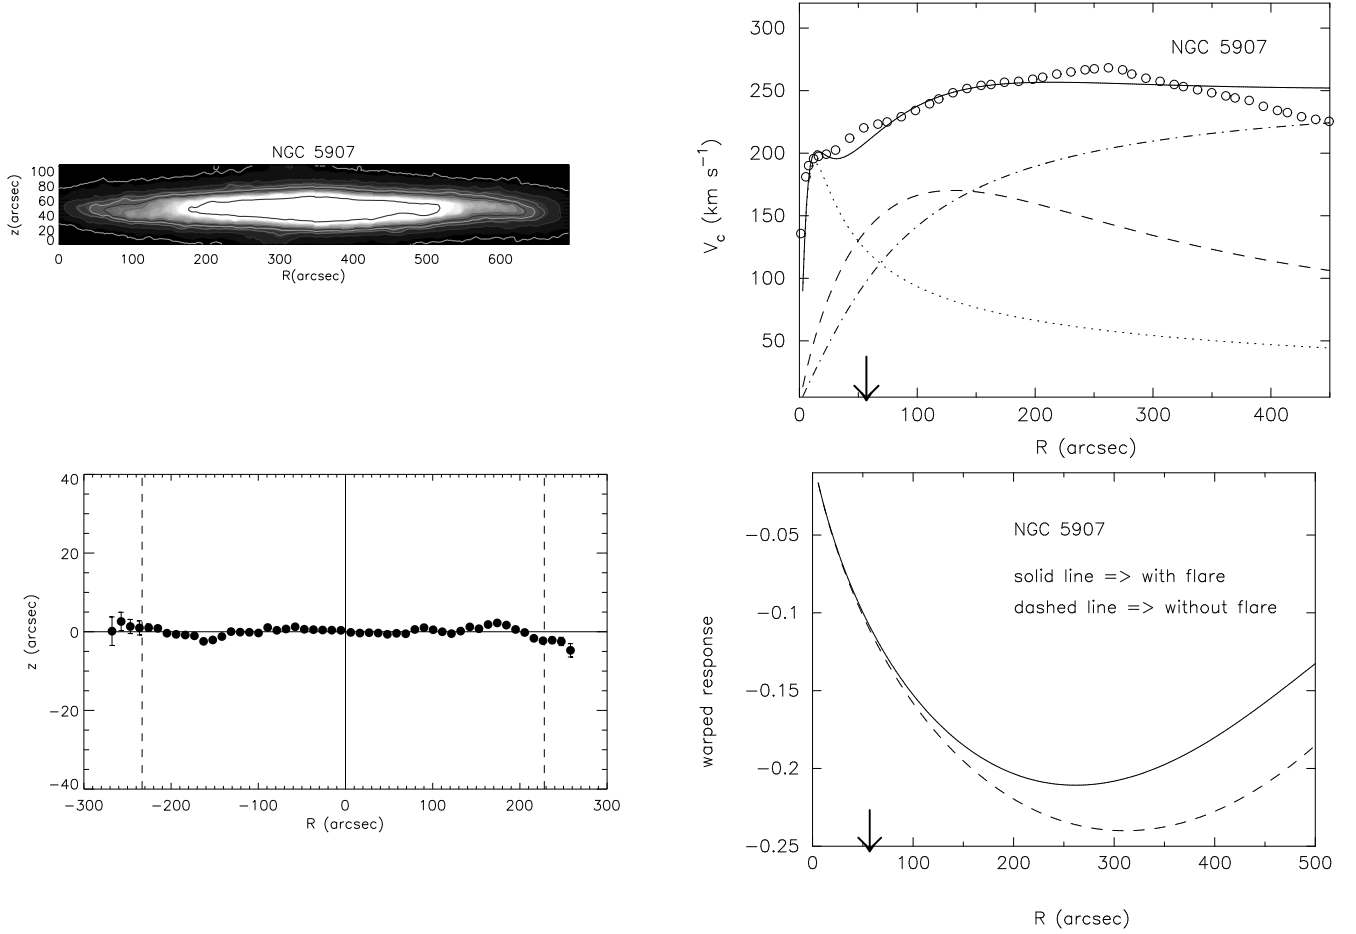 NGC 5907
z(arcsec)
100
80
60
40
20
0
0 100 200 300 400 500 600
R(arcsec)
NGC 5907
V_c (km s^{-1})
300
250
200
150
100
50
0 100 200 300 400
R (arcsec)
z (arcsec)
40
20
0
−20
−40
−300 −200 −100 0 100 200 300
R (arcsec)
NGC 5907
solid line => with flare
dashed line => without flare
warped response
−0.05
−0.1
−0.15
−0.2
−0.25
0 100 200 300 400 500
R (arcsec)